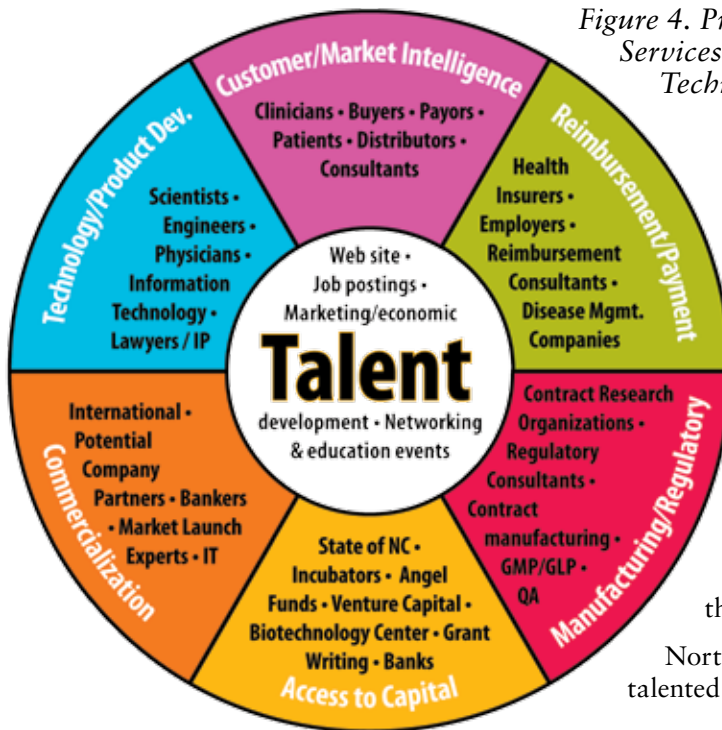 Figure 4. Pr
Services
Techn
Customer/Market Intelligence
Clinicians • Buyers • Payors •
Patients • Distributors •
Consultants
Reimbursement/Payment
Health
Insurers •
Employers •
Reimbursement
Consultants •
Disease Mgmt.
Companies
Manufacturing/Regulatory
Contract Research
Organizations •
Regulatory
Consultants •
Contract
manufacturing •
GMP/GLP •
QA
State of NC •
Incubators • Angel
Funds • Venture Capital •
Biotechnology Center • Grant
Writing • Banks
Access to Capital
Commercialization
International •
Potential
Company
Partners • Bankers
• Market Launch
Experts • IT
Technology/Product Dev.
Scientists •
Engineers •
Physicians •
Information
Technology •
Lawyers / IP
Web site •
Job postings •
Marketing/economic
Talent
development • Networking
& education events
th
Nort
talented